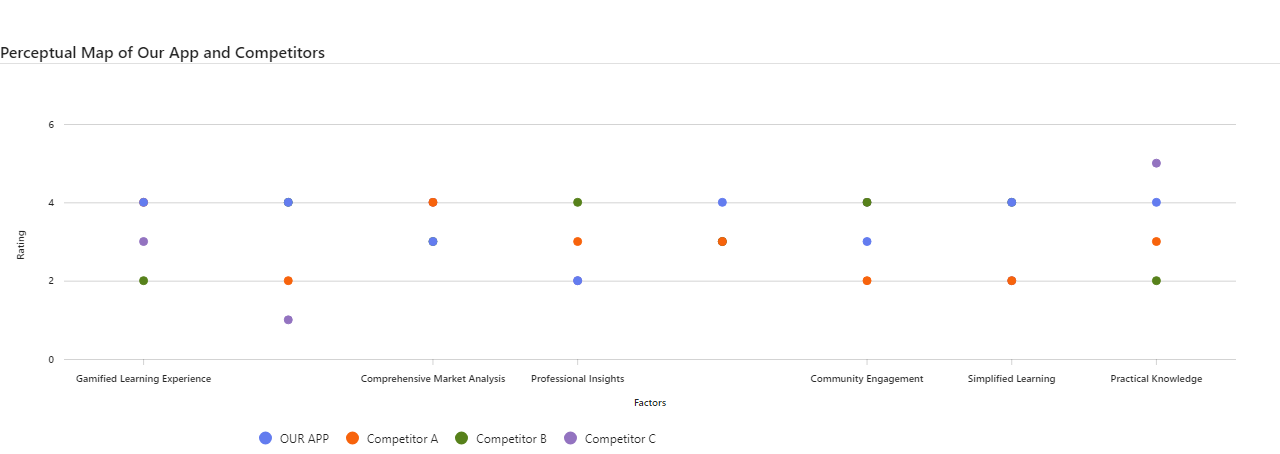 Perceptual Map of Our App and Competitors
6
4
2
0
Rating
Gamified Learning Experience
Comprehensive Market Analysis
Professional Insights
Community Engagement
Simplified Learning
Practical Knowledge
Factors
OUR APP
Competitor A
Competitor B
Competitor C